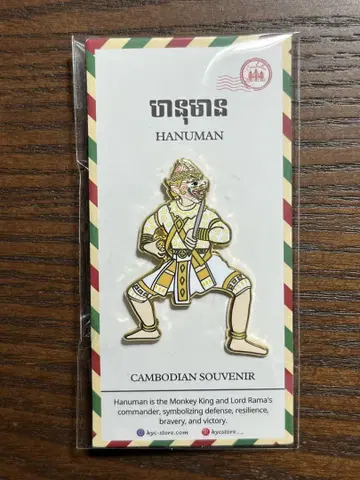 ហនុមាន
HANUMAN
CAMBODIAN SOUVENIR
Hanuman is the Monkey King and Lord Rama's
commander, symbolizing defense, resilience,
bravery, and victory.
kyc-store.com kycstore